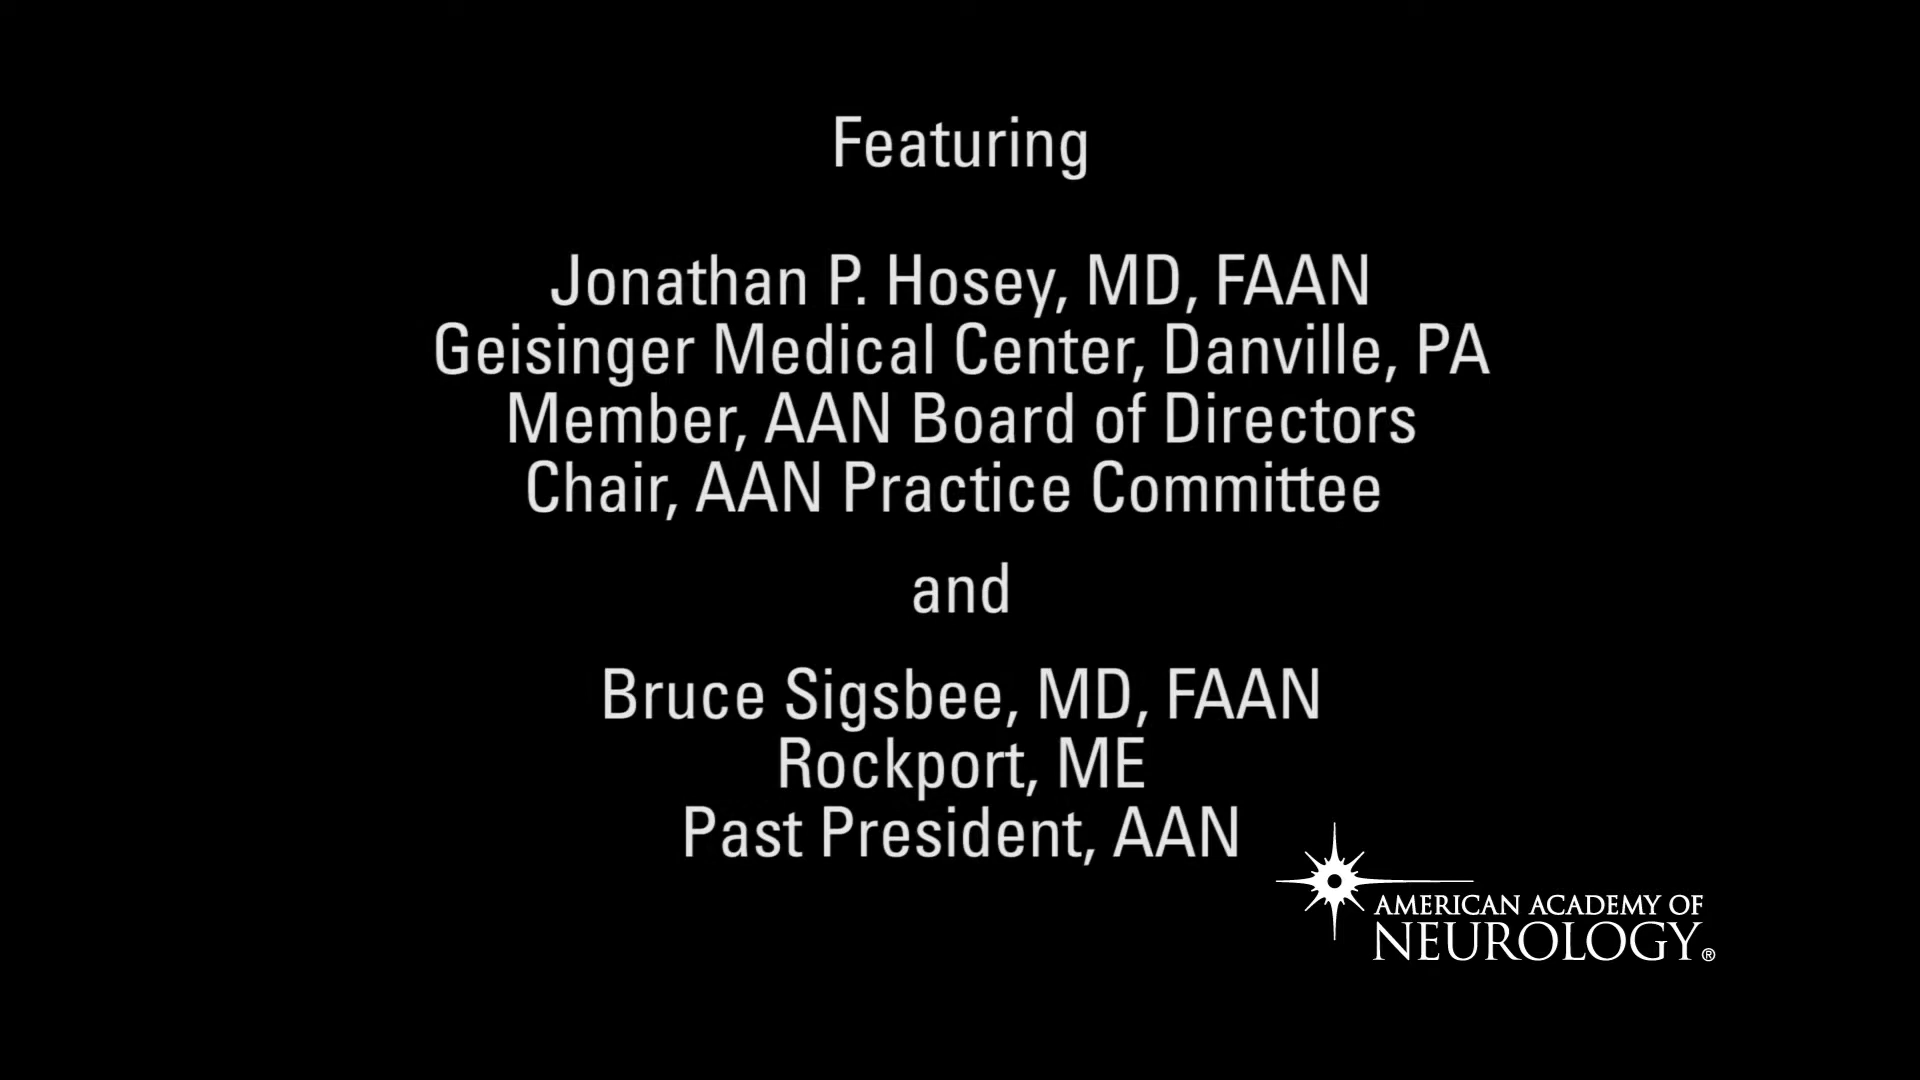 Featuring
Jonathan P. Hosey, MD, FAAN
Geisinger Medical Center, Danville, PA
Member, AAN Board of Directors
Chair, AAN Practice Committee
and
Bruce Sigsbee, MD, FAAN
Rockport, ME
Past President, AAN
AMERICAN ACADEMY OF
NEUROLOGY®